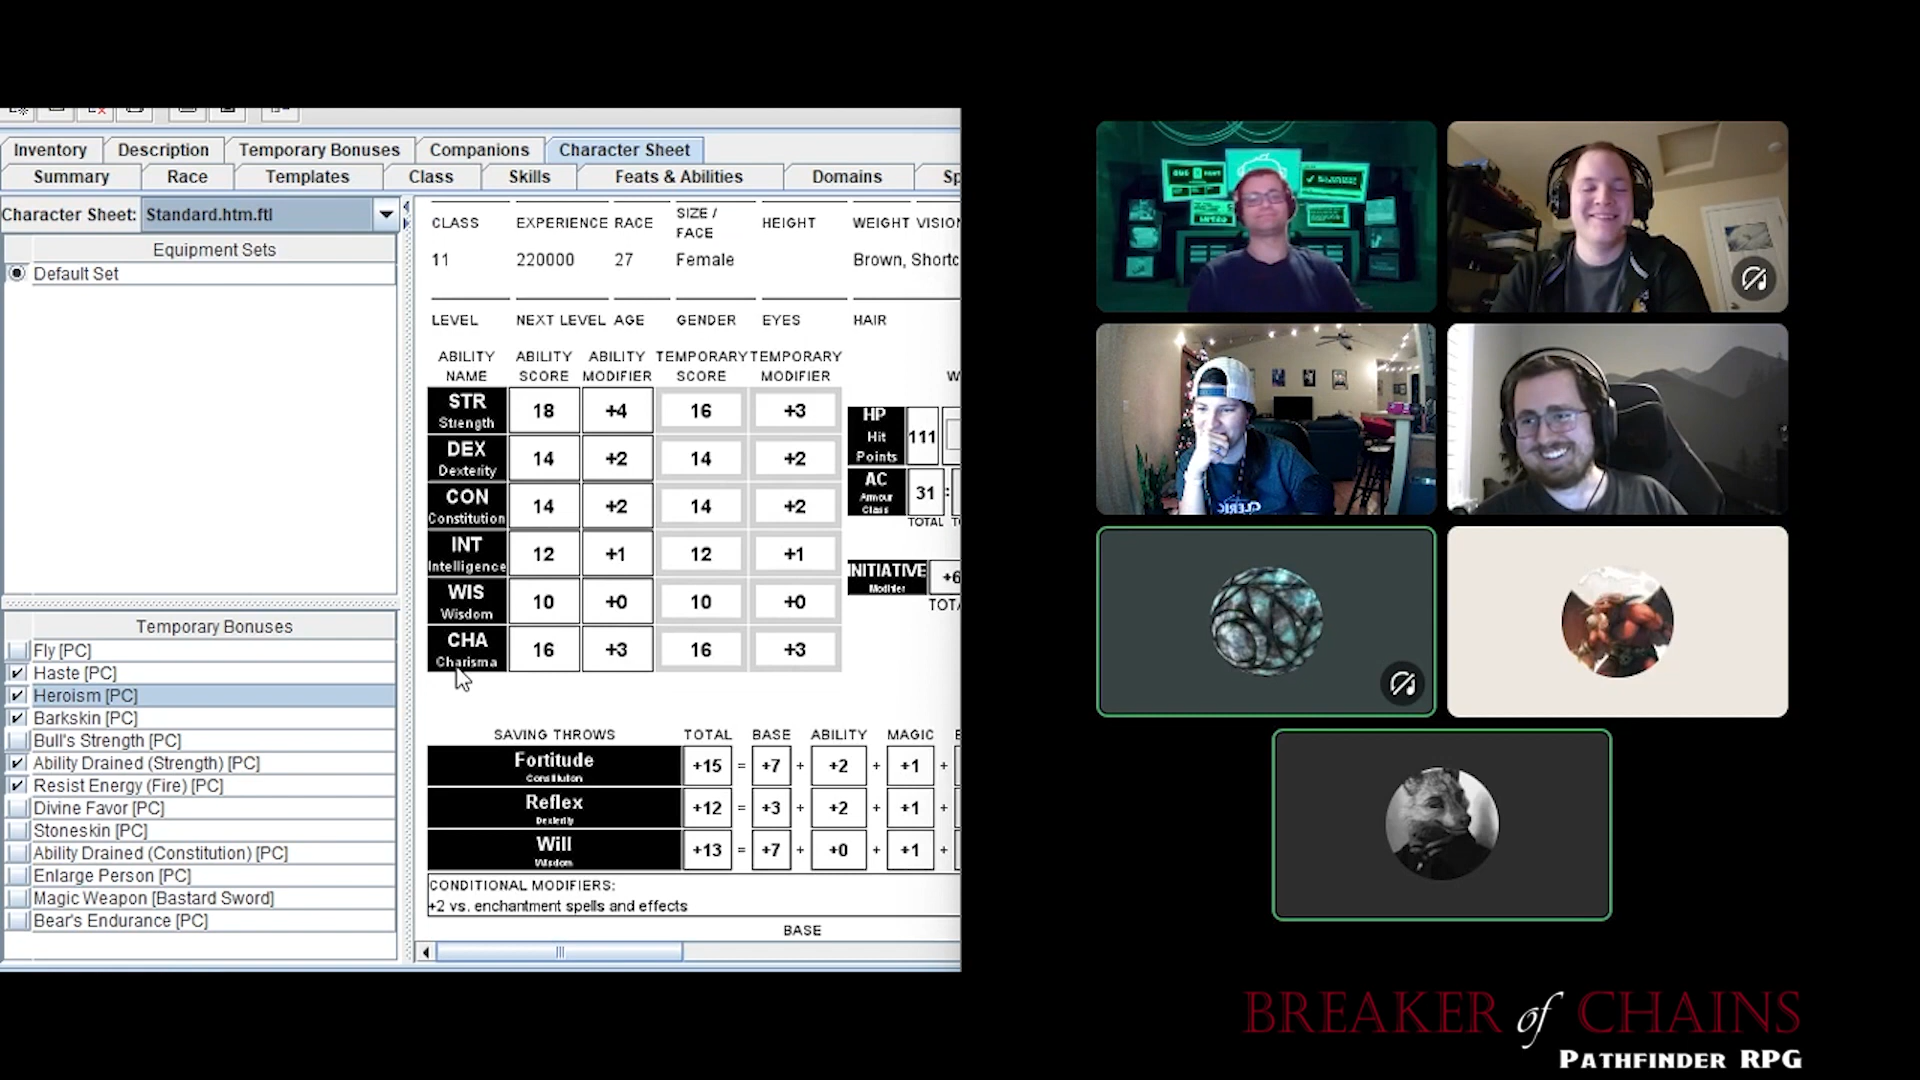 Inventory Description Temporary Bonuses Companions Character Sheet
Summary Race Templates Class Skills Feats & Abilities Domains Sp
Character Sheet: Standard.htm.ftl
Equipment Sets
Default Set
Temporary Bonuses
Fly [PC]
Haste [PC]
Heroism [PC]
Barkskin [PC]
Bull's Strength [PC]
Ability Drained (Strength) [PC]
Resist Energy (Fire) [PC]
Divine Favor [PC]
Stoneskin [PC]
Ability Drained (Constitution) [PC]
Enlarge Person [PC]
Magic Weapon [Bastard Sword]
Bear's Endurance [PC]
CLASS EXPERIENCE RACE SIZE / FACE HEIGHT WEIGHT VISION
11 220000 27 Female Brown, Shortc
LEVEL NEXT LEVEL AGE GENDER EYES HAIR
ABILITY NAME ABILITY SCORE ABILITY MODIFIER TEMPORARY SCORE TEMPORARY MODIFIER
STR Strength 18 +4 16 +3
DEX Dexterity 14 +2 14 +2
CON Constitution 14 +2 14 +2
INT Intelligence 12 +1 12 +1
WIS Wisdom 10 +0 10 +0
CHA Charisma 16 +3 16 +3
W
HP Hit Points 111
AC Armour Class 31 :
TOTAL
INITIATIVE Modifier +6
TOTA
SAVING THROWS TOTAL BASE ABILITY MAGIC E
Fortitude Constitution +15 = +7 + +2 + +1 +
Reflex Dexterity +12 = +3 + +2 + +1 +
Will Wisdom +13 = +7 + +0 + +1 +
CONDITIONAL MODIFIERS:
+2 vs. enchantment spells and effects
BASE
BREAKER of CHAINS
PATHFINDER RPG